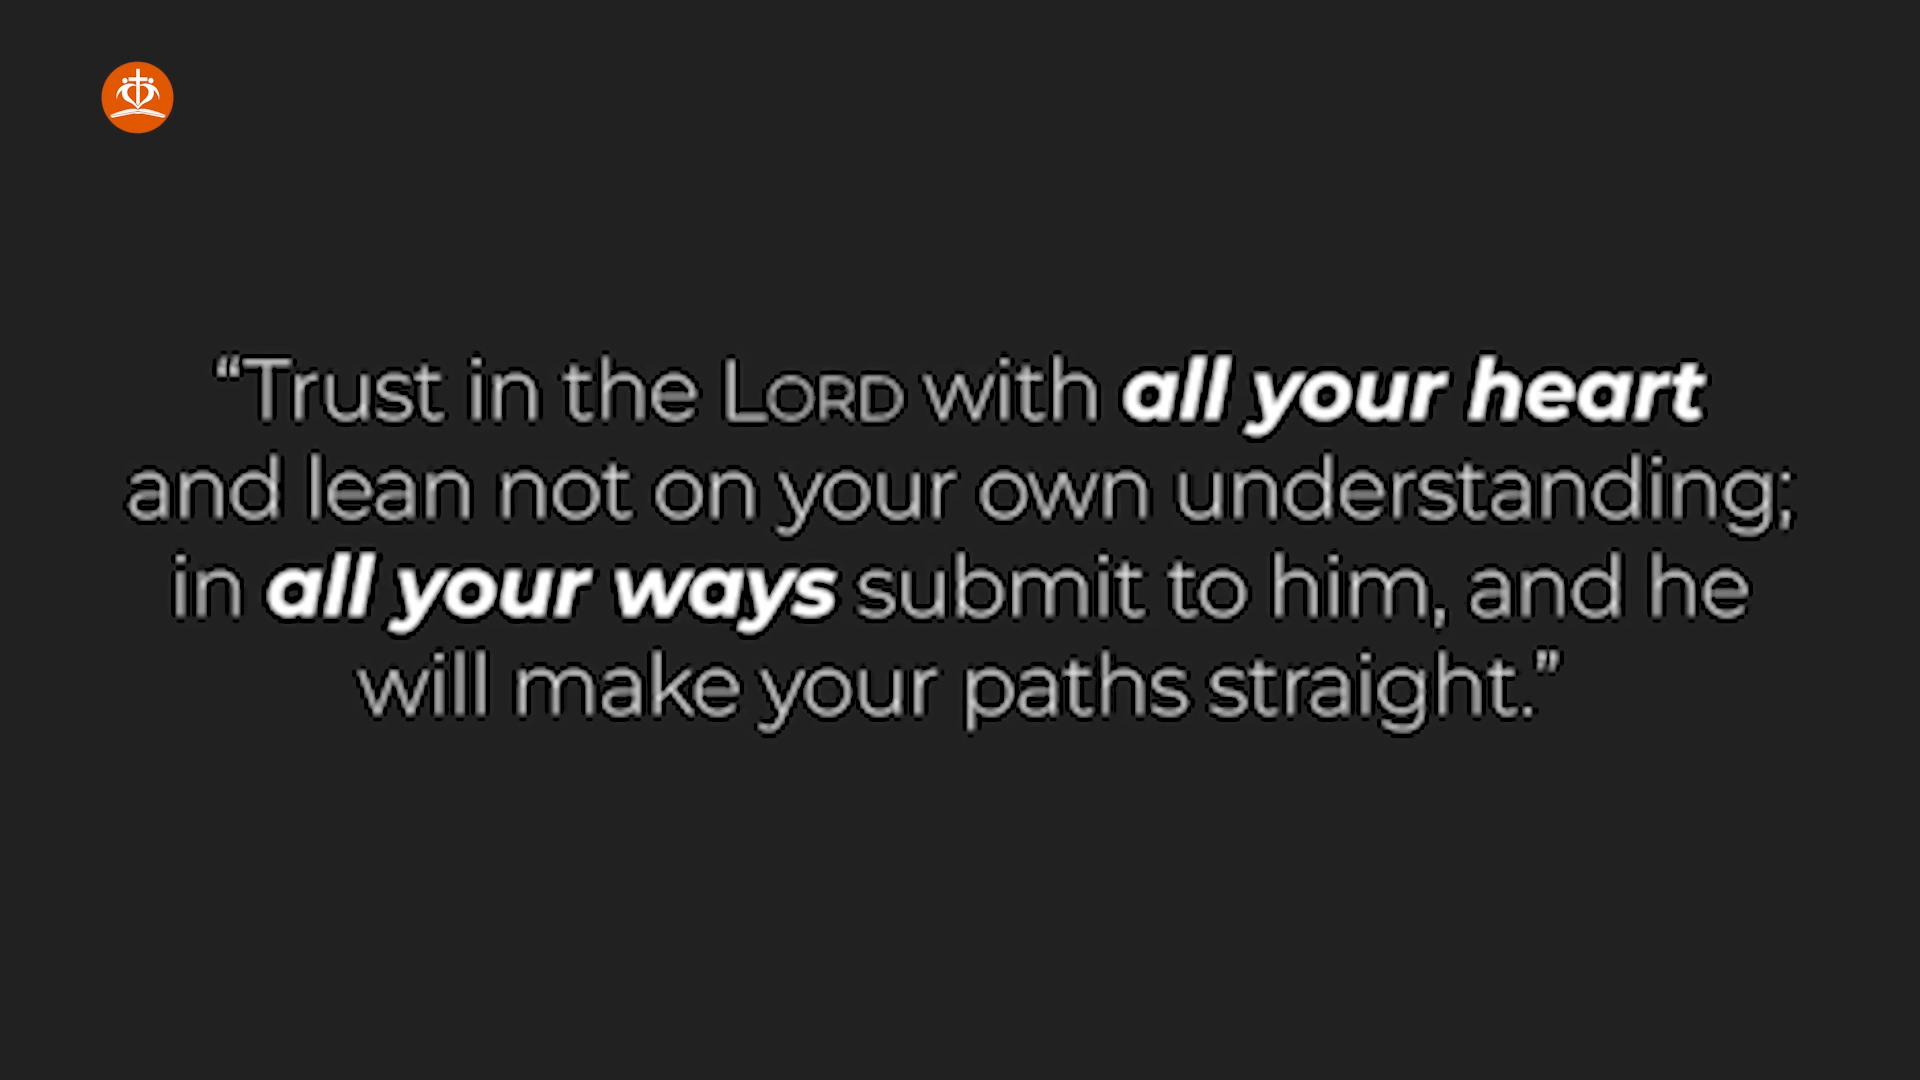 “Trust in the LORD with all your heart
and lean not on your own understanding;
in all your ways submit to him, and he
will make your paths straight.”